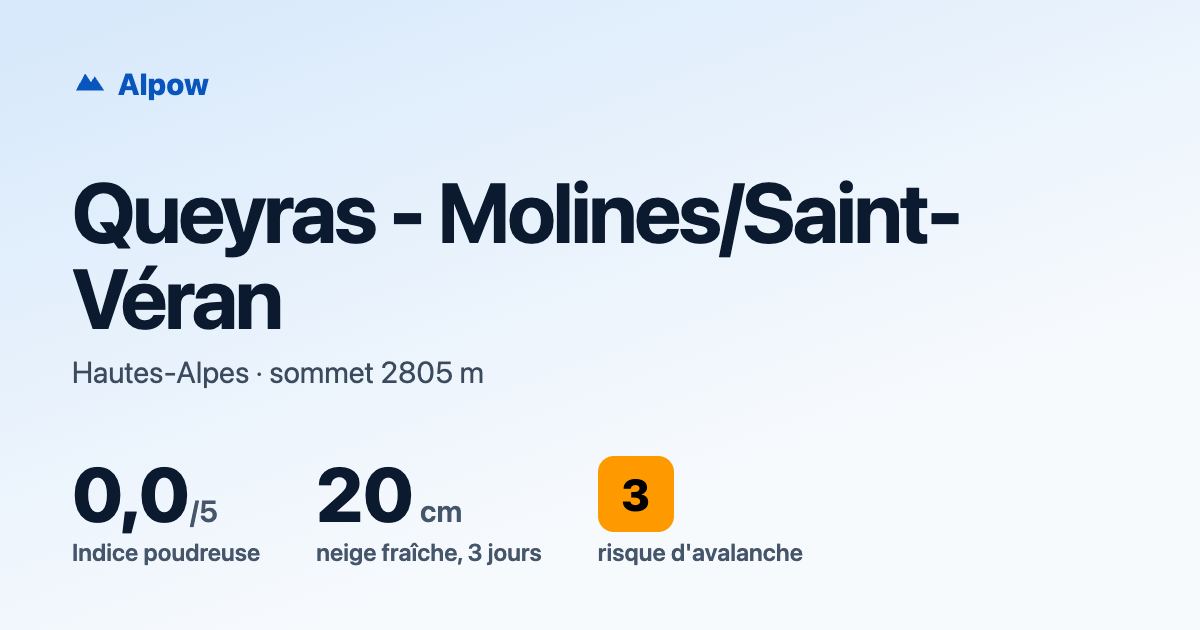 Alpow
Queyras - Molines/Saint-
Véran
Hautes-Alpes · sommet 2805 m
0,0/5
Indice poudreuse
20 cm
neige fraîche, 3 jours
3
risque d'avalanche